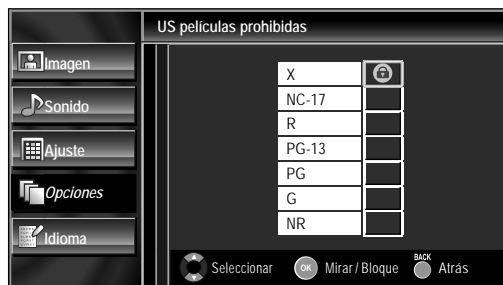 US películas prohibidas
Imagen
Sonido
Ajuste
Opciones
Idioma
X
NC-17
R
PG-13
PG
G
NR
Seleccionar OK Mirar / Bloque BACK Atrás